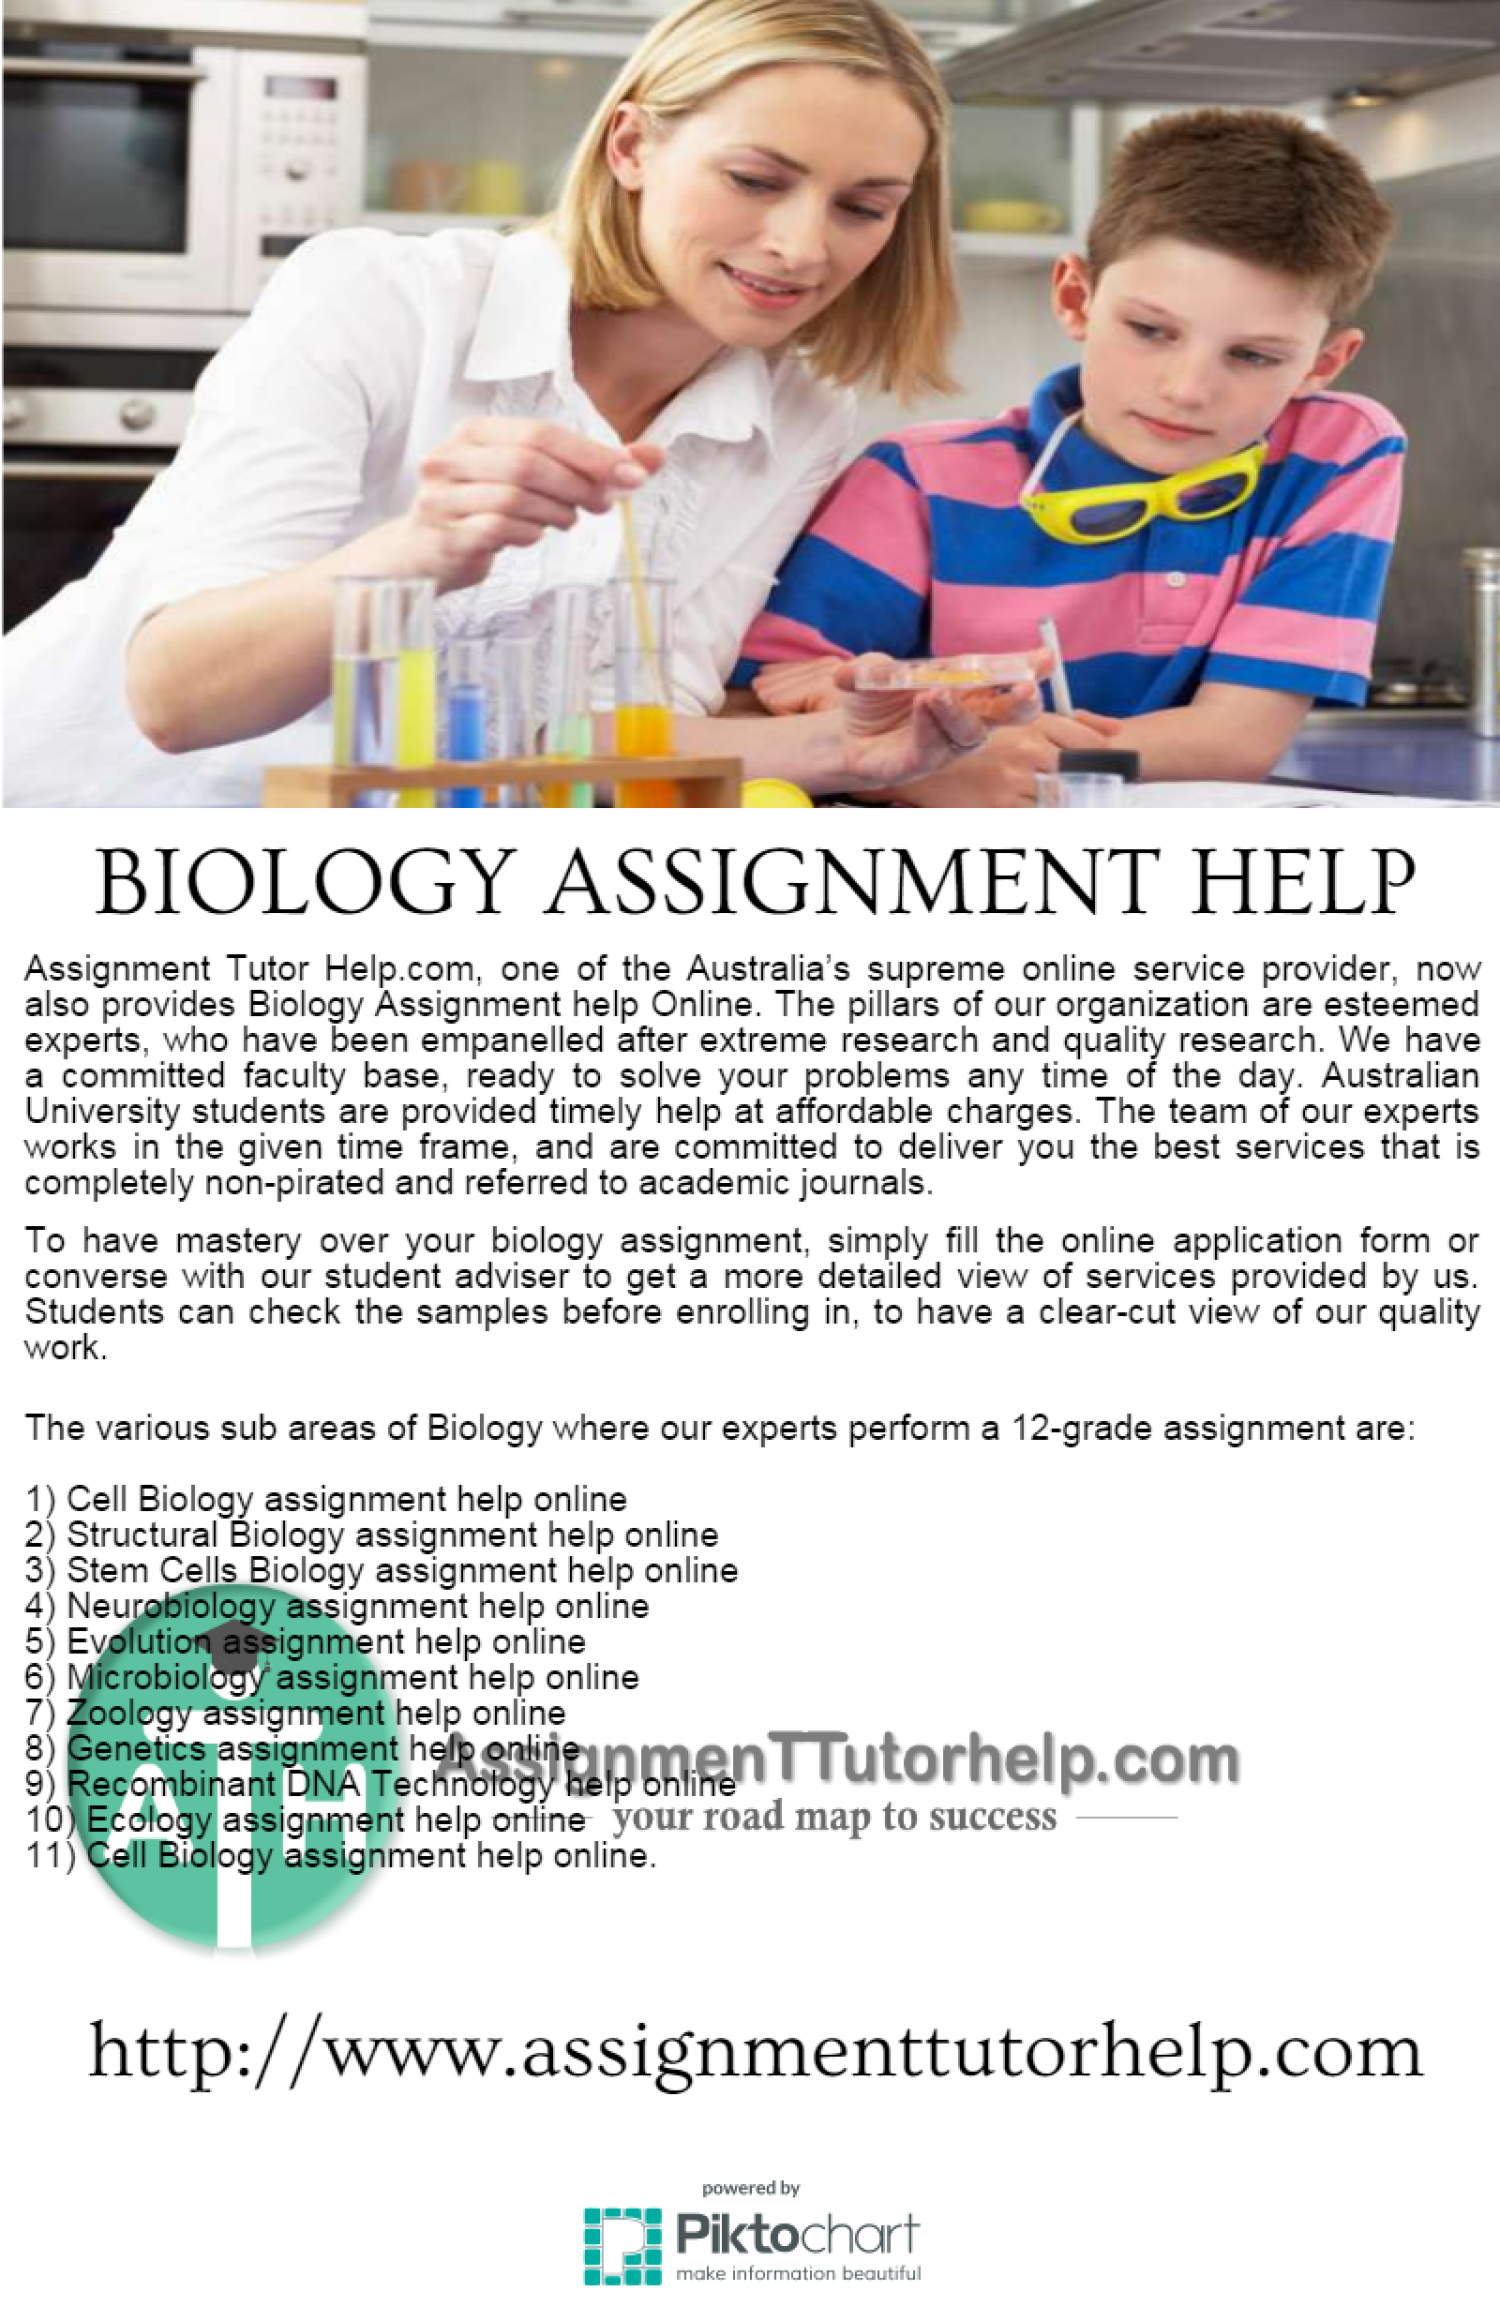 BIOLOGY ASSIGNMENT HELP
Assignment Tutor Help.com, one of the Australia's supreme online service provider, now
also provides Biology Assignment help Online. The pillars of our organization are esteemed
experts, who have been empanelled after extreme research and quality research. We have
a committed faculty base, ready to solve your problems any time of the day. Australian
University students are provided timely help at affordable charges. The team of our experts
works in the given time frame, and are committed to deliver you the best services that is
completely non-pirated and referred to academic journals.
To have mastery over your biology assignment, simply fill the online application form or
converse with our student adviser to get a more detailed view of services provided by us.
Students can check the samples before enrolling in, to have a clear-cut view of our quality
work.
The various sub areas of Biology where our experts perform a 12-grade assignment are:
1) Cell Biology assignment help online
2) Structural Biology assignment help online
3) Stem Cells Biology assignment help online
4) Neurobiology assignment help online
5) Evolution assignment help online
6) Microbiology assignment help online
7) Zoology assignment help online
8) Genetics assignment help online
9) Recombinant DNA Technology help online
10) Ecology assignment help online
11) Cell Biology assignment help online.
ATH
AssignmenTTutorhelp.com
your road map to success
http://www.assignmenttutorhelp.com
powered by
Piktochart
make information beautiful